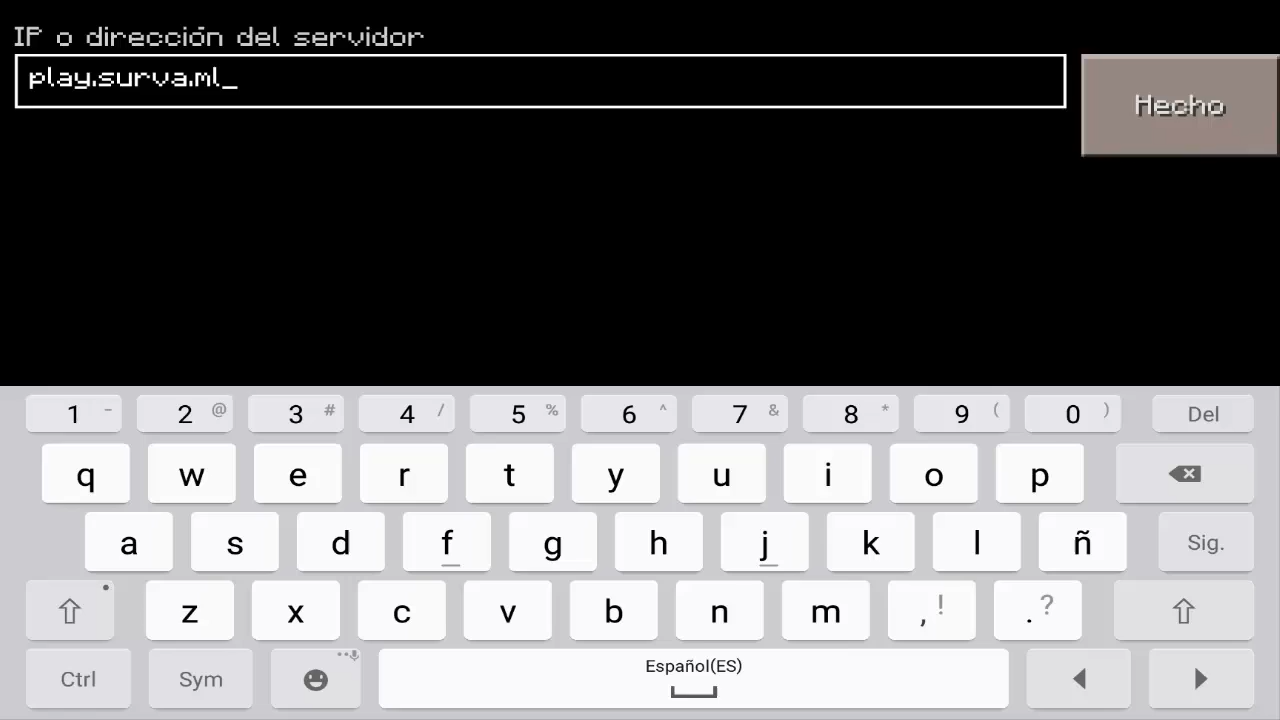 IP o dirección del servidor
play.surva.ml_
Hecho
1 - 2 @ 3 # 4 / 5 % 6 ^ 7 & 8 * 9 ( 0 ) Del
q w e r t y u i o p
a s d f g h j k l ñ Sig.
z x c v b n m , ! . ?
Ctrl Sym Español(ES)